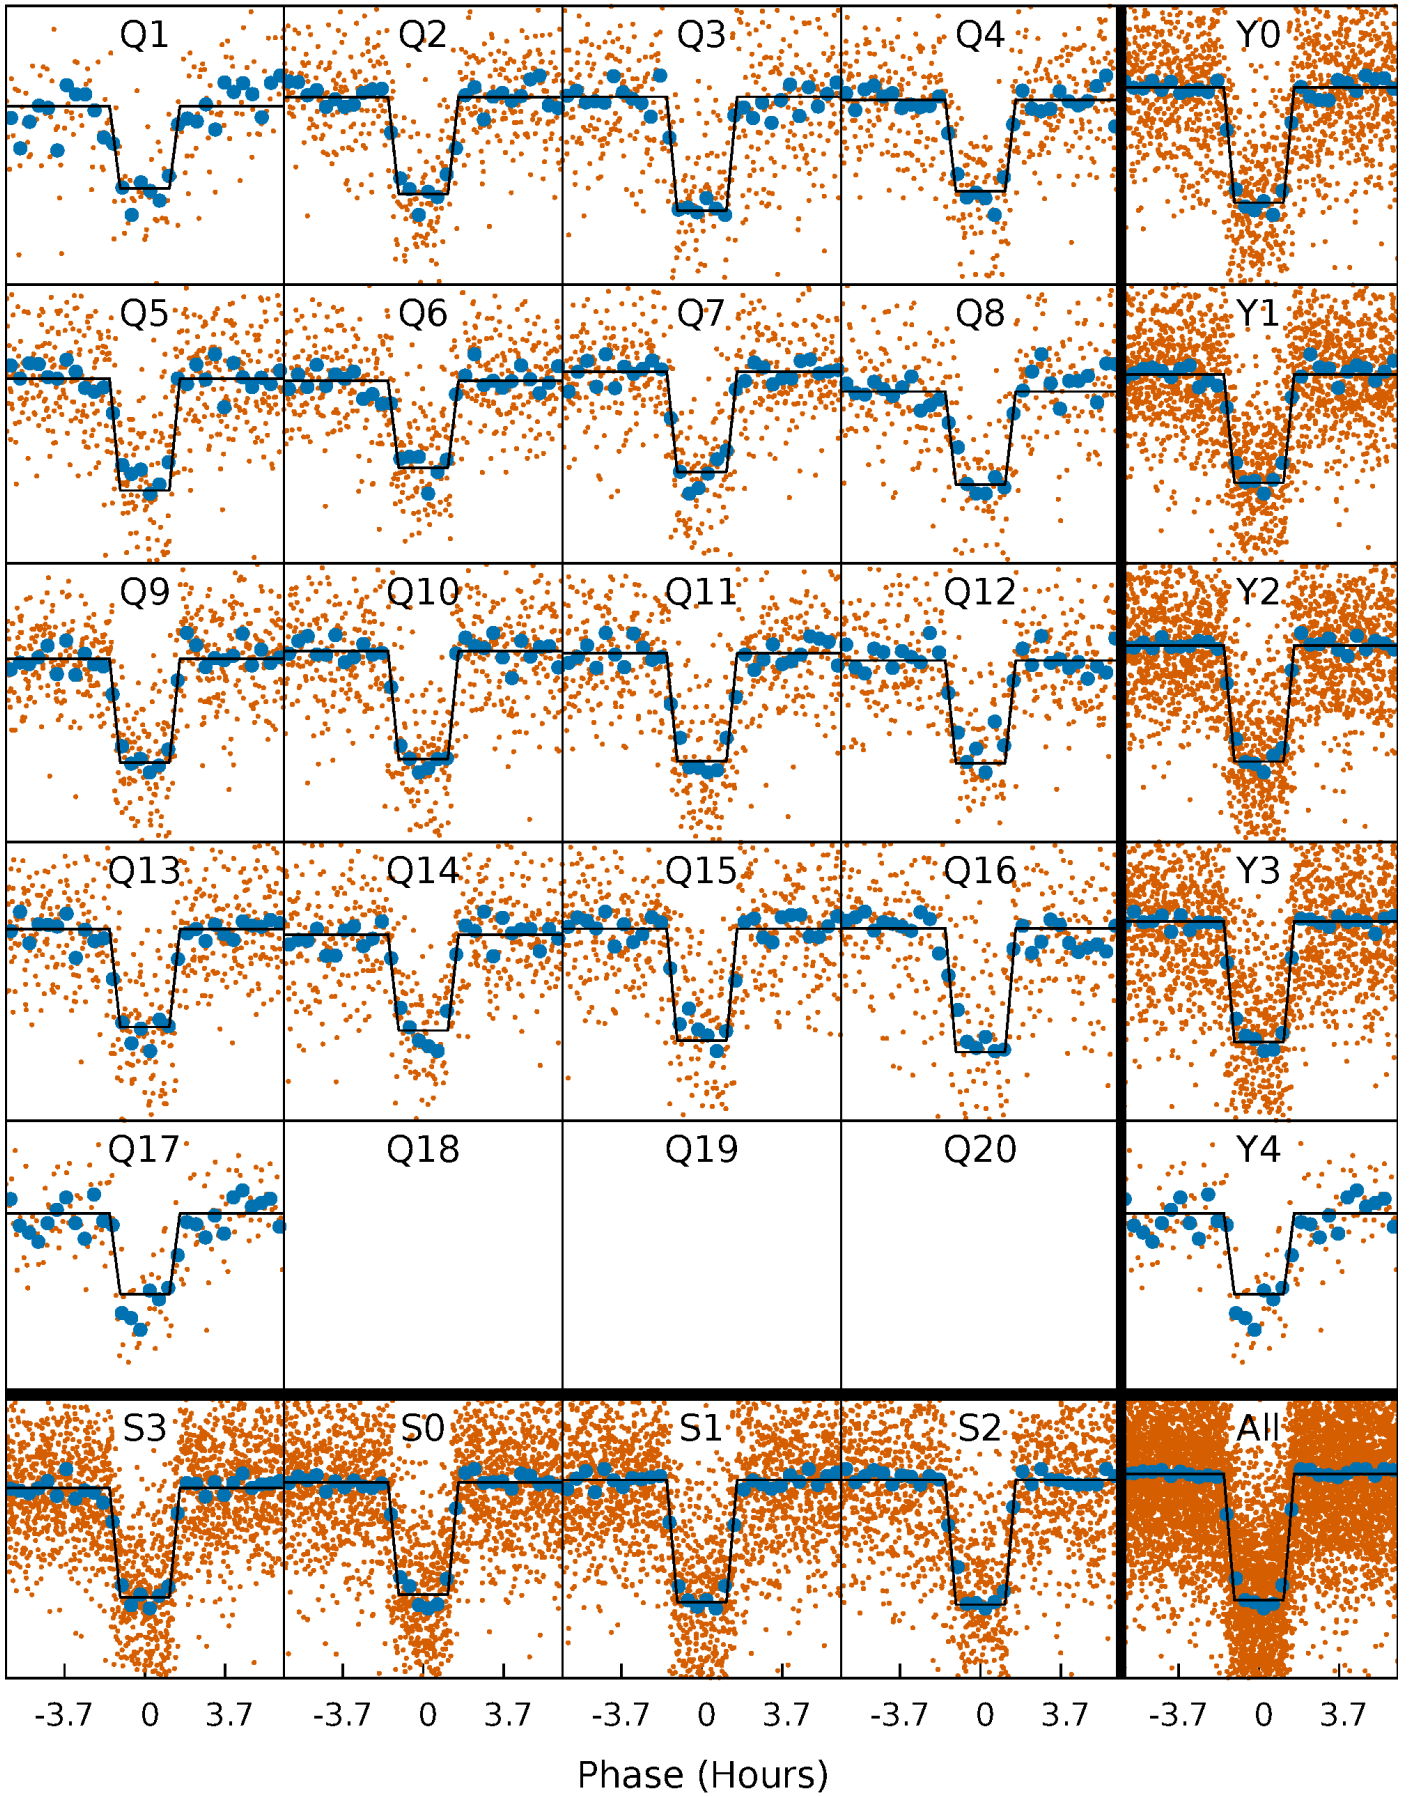 Q1 Q2 Q3 Q4 Y0
Q5 Q6 Q7 Q8 Y1
Q9 Q10 Q11 Q12 Y2
Q13 Q14 Q15 Q16 Y3
Q17 Q18 Q19 Q20 Y4
S3 S0 S1 S2 All
-3.7 0 3.7 -3.7 0 3.7 -3.7 0 3.7 -3.7 0 3.7 -3.7 0 3.7
Phase (Hours)